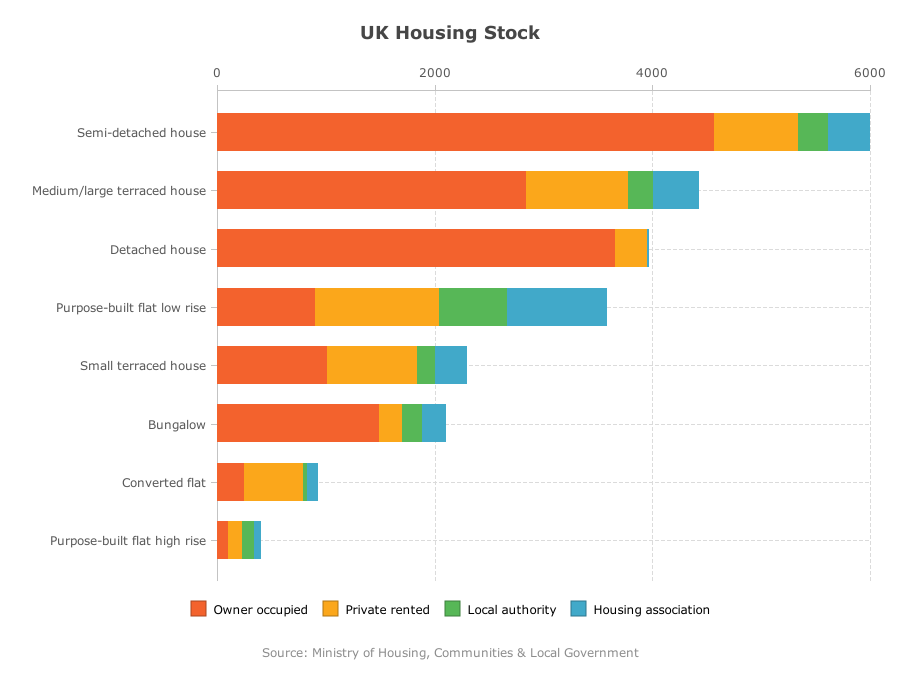 UK Housing Stock
0 2000 4000 6000
Semi-detached house
Medium/large terraced house
Detached house
Purpose-built flat low rise
Small terraced house
Bungalow
Converted flat
Purpose-built flat high rise
Owner occupied Private rented Local authority Housing association
Source: Ministry of Housing, Communities & Local Government